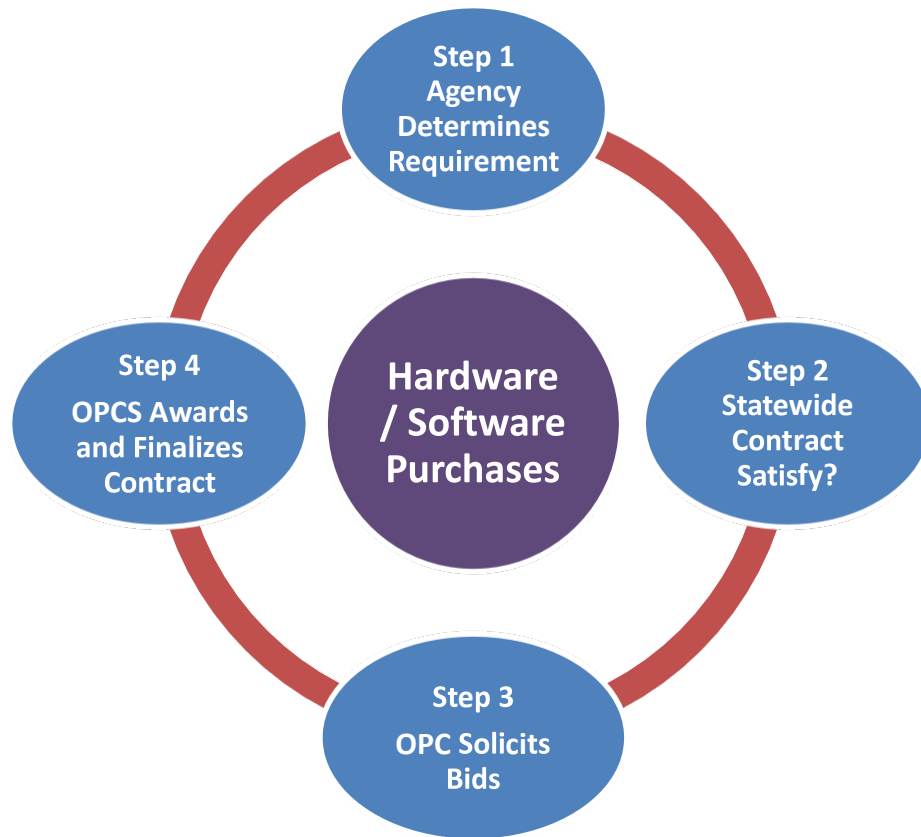 Step 1
Agency
Determines
Requirement
Hardware
/ Software
Purchases
Step 2
Statewide
Contract
Satisfy?
Step 3
OPC Solicits
Bids
Step 4
OPCS Awards
and Finalizes
Contract